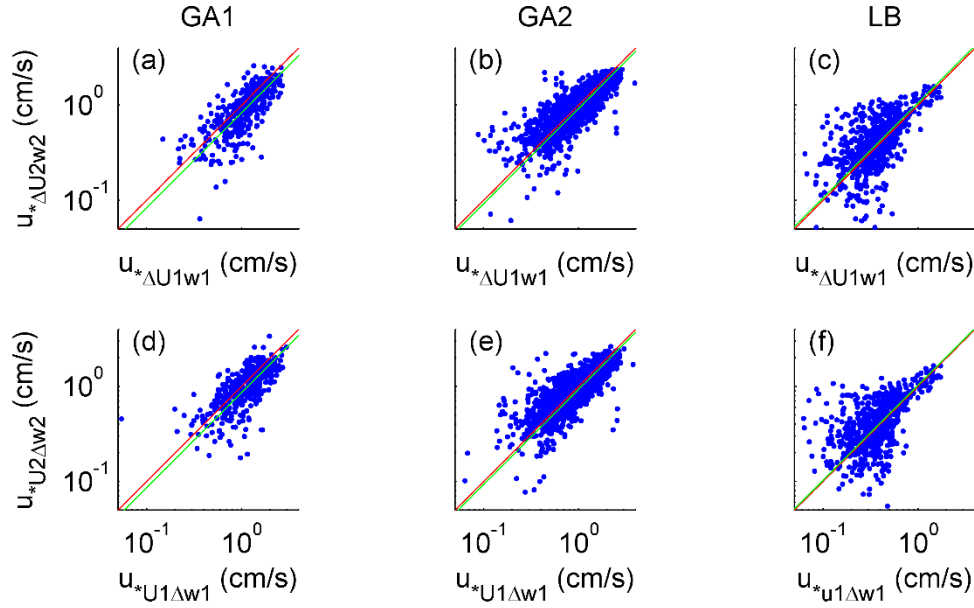 GA1 GA2 LB
(a) (b) (c)
10⁰
10⁻¹
u*ΔU2w2 (cm/s)
u*ΔU1w1 (cm/s) u*ΔU1w1 (cm/s) u*ΔU1w1 (cm/s)
(d) (e) (f)
10⁰
10⁻¹
u*U2Δw2 (cm/s)
10⁻¹ 10⁰ 10⁻¹ 10⁰ 10⁻¹ 10⁰
u*U1Δw1 (cm/s) u*U1Δw1 (cm/s) u*u1Δw1 (cm/s)